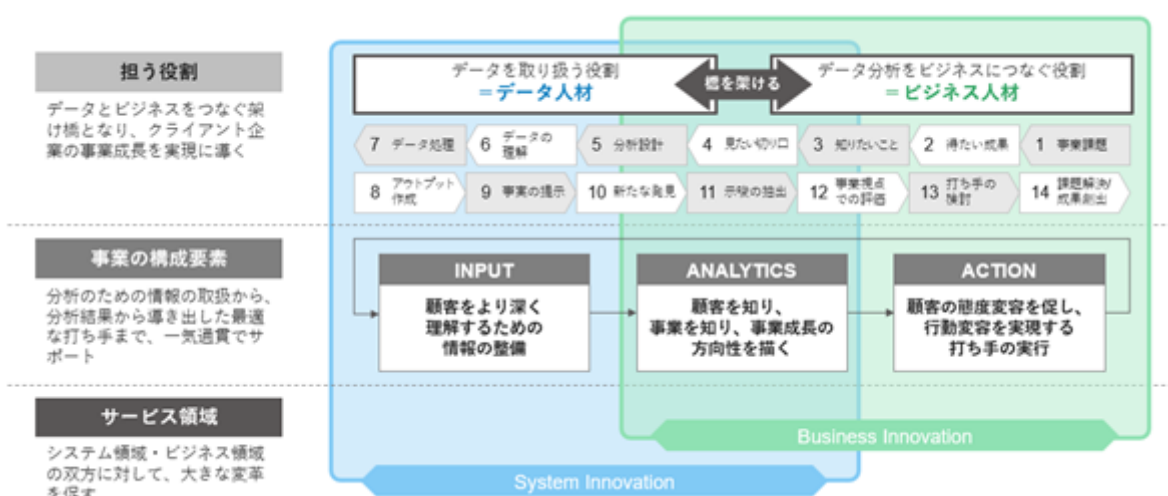 担う役割
データとビジネスをつなぐ架
け橋となり、クライアント企
業の事業成長を実現に導く
データを取り扱う役割
＝データ人材
橋を架ける
データ分析をビジネスにつなぐ役割
＝ビジネス人材
7 データ処理
6 データの
理解
5 分析設計
4 見たい切り口
3 知りたいこと
2 得たい成果
1 事業課題
8 アウトプット
作成
9 事実の提示
10 新たな発見
11 示唆の抽出
12 事業視点
での評価
13 打ち手の
検討
14 課題解決/
成果創出
事業の構成要素
分析のための情報の取扱から、
分析結果から導き出した最適
な打ち手まで、一気通貫でサ
ポート
INPUT
顧客をより深く
理解するための
情報の整備
ANALYTICS
顧客を知り、
事業を知り、事業成長の
方向性を描く
ACTION
顧客の態度変容を促し、
行動変容を実現する
打ち手の実行
サービス領域
システム領域・ビジネス領域
の双方に対して、大きな変革
を促す
Business Innovation
System Innovation